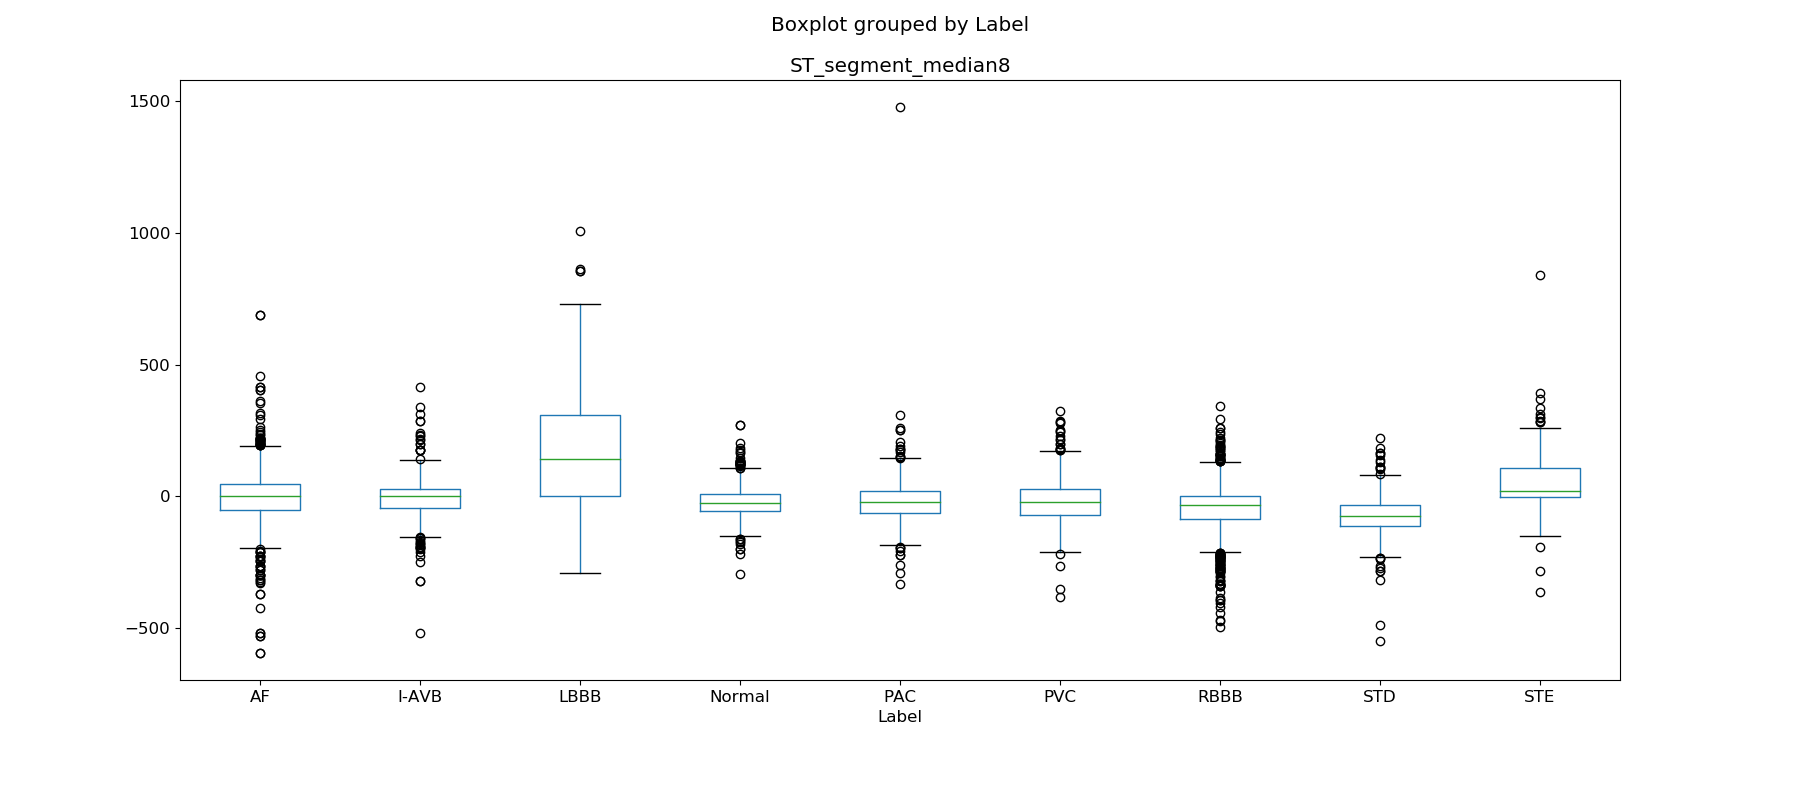 Boxplot grouped by Label
ST_segment_median8
1500
1000
500
0
−500
AF I-AVB LBBB Normal PAC PVC RBBB STD STE
Label